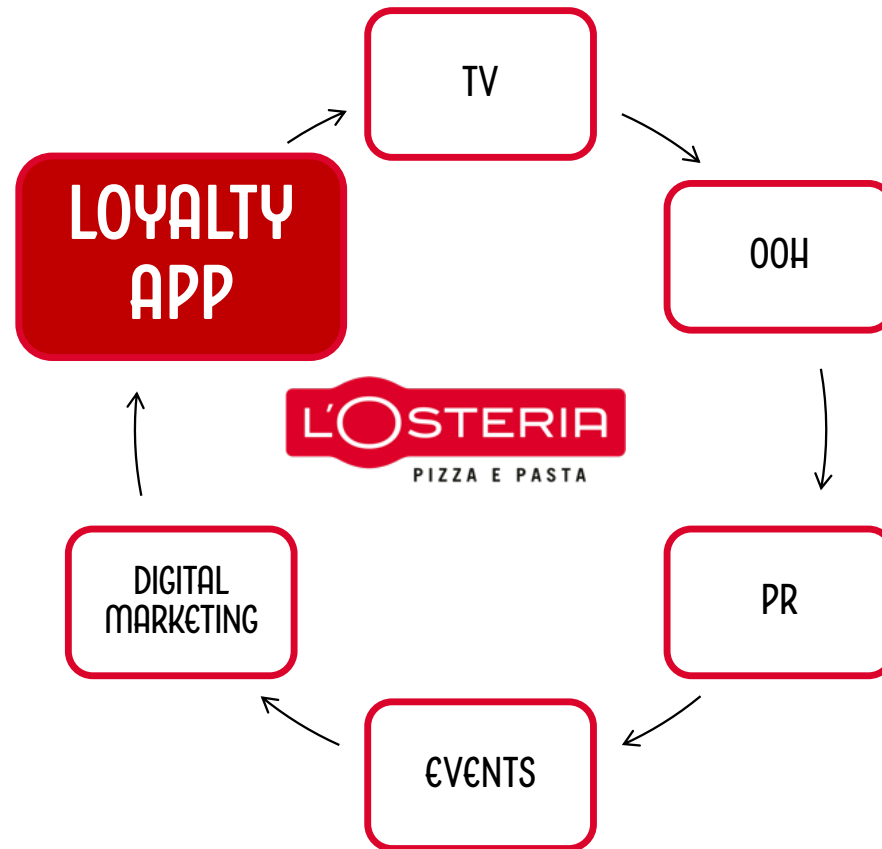 TV
LOYALTY
APP
OOH
L'OSTERIA
PIZZA E PASTA
DIGITAL
MARKETING
PR
EVENTS